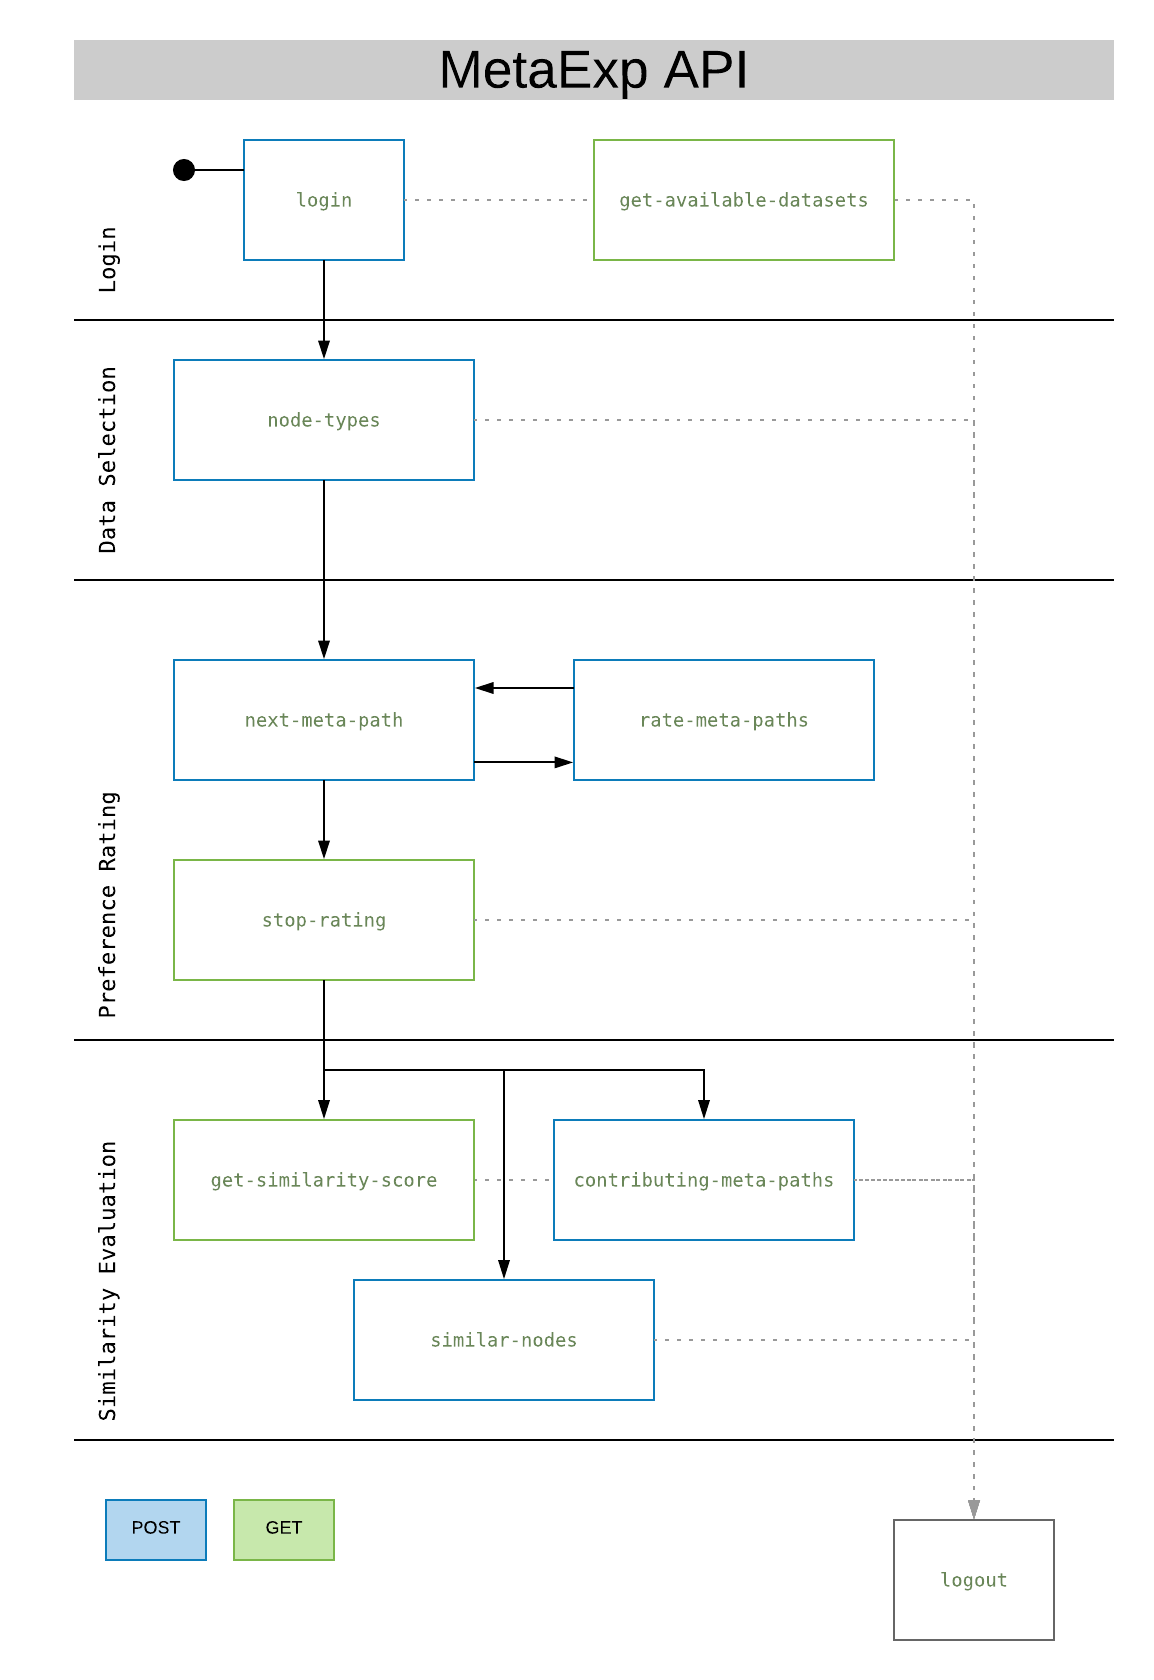 MetaExp API
Login
login
get-available-datasets
Data Selection
node-types
Preference Rating
next-meta-path
rate-meta-paths
stop-rating
Similarity Evaluation
get-similarity-score
contributing-meta-paths
similar-nodes
POST
GET
logout